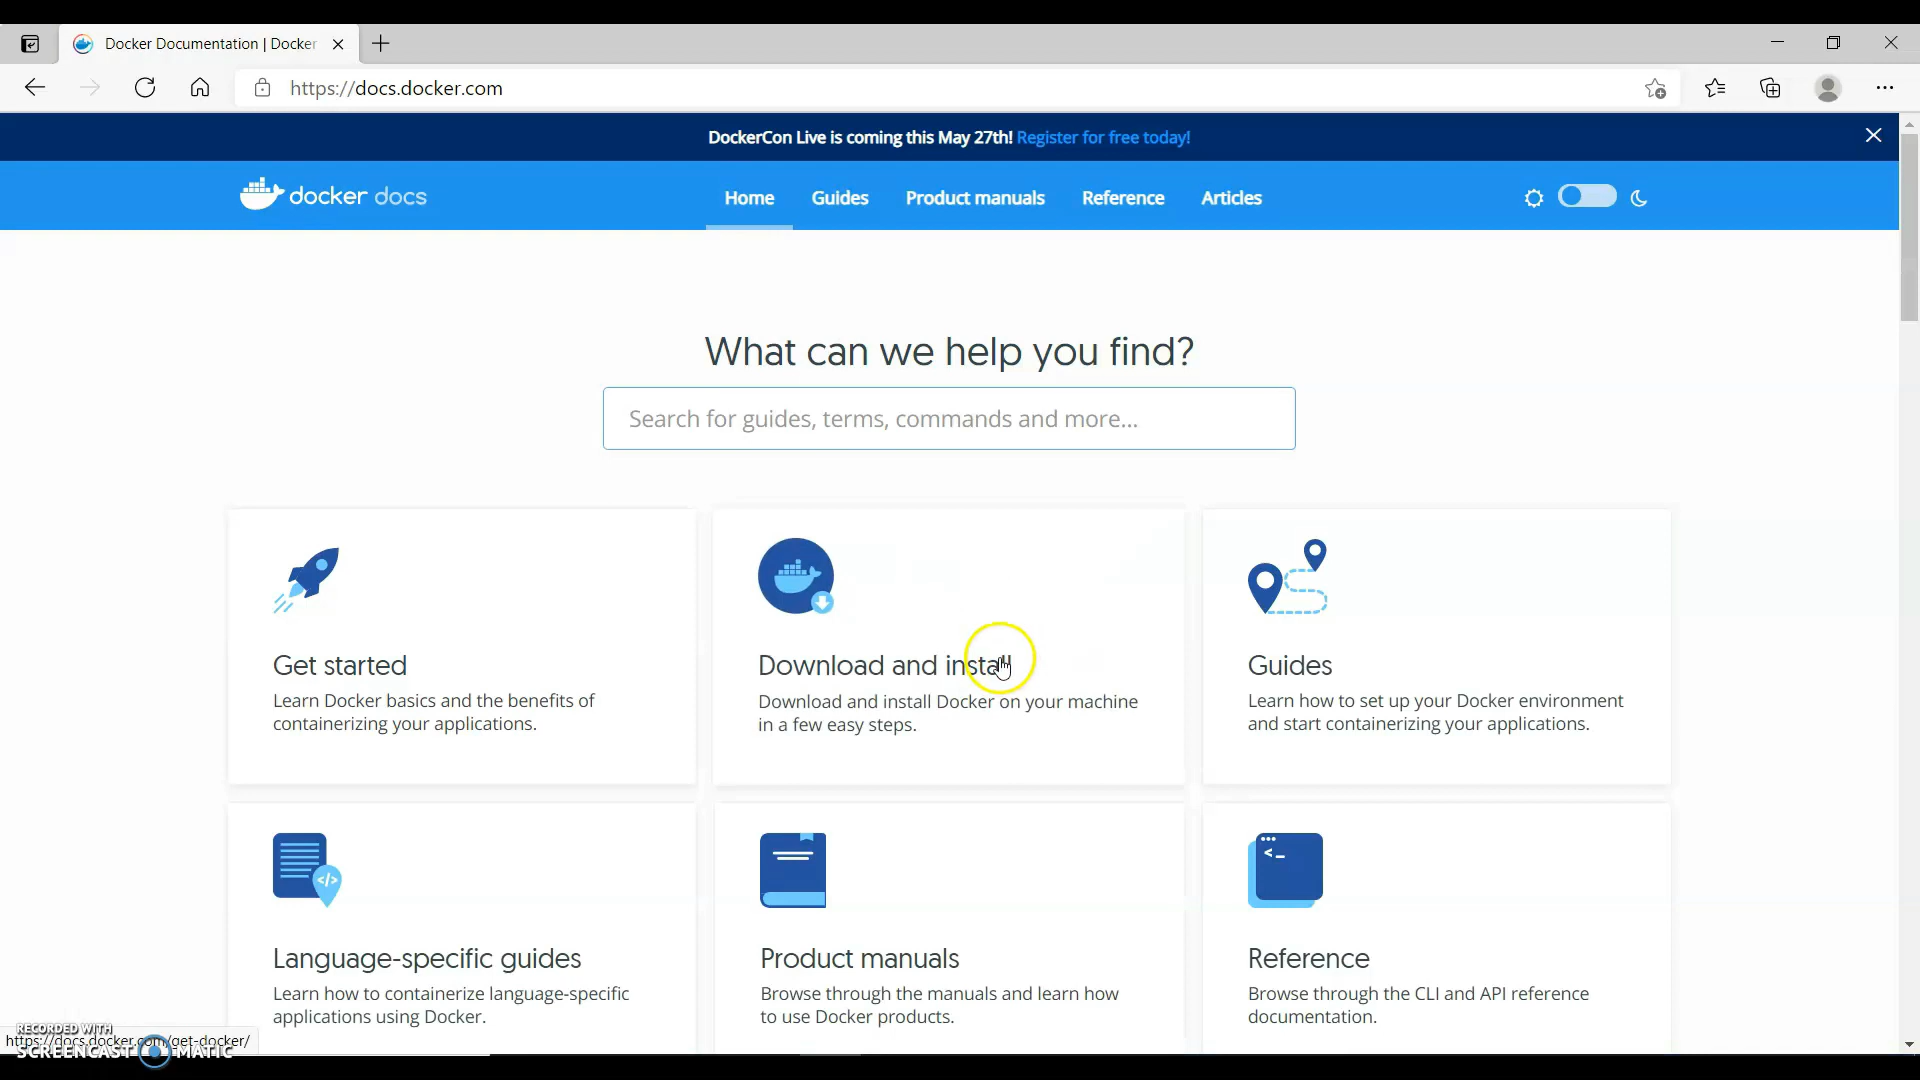 Docker Documentation | Docker
https://docs.docker.com
DockerCon Live is coming this May 27th! Register for free today!
docker docs
Home Guides Product manuals Reference Articles
What can we help you find?
Search for guides, terms, commands and more...
Get started
Learn Docker basics and the benefits of
containerizing your applications.
Download and install
Download and install Docker on your machine
in a few easy steps.
Guides
Learn how to set up your Docker environment
and start containerizing your applications.
Language-specific guides
Learn how to containerize language-specific
applications using Docker.
Product manuals
Browse through the manuals and learn how
to use Docker products.
Reference
Browse through the CLI and API reference
documentation.
RECORDED WITH
https://docs.docker.com/get-docker/
SCREENCAST MATIC